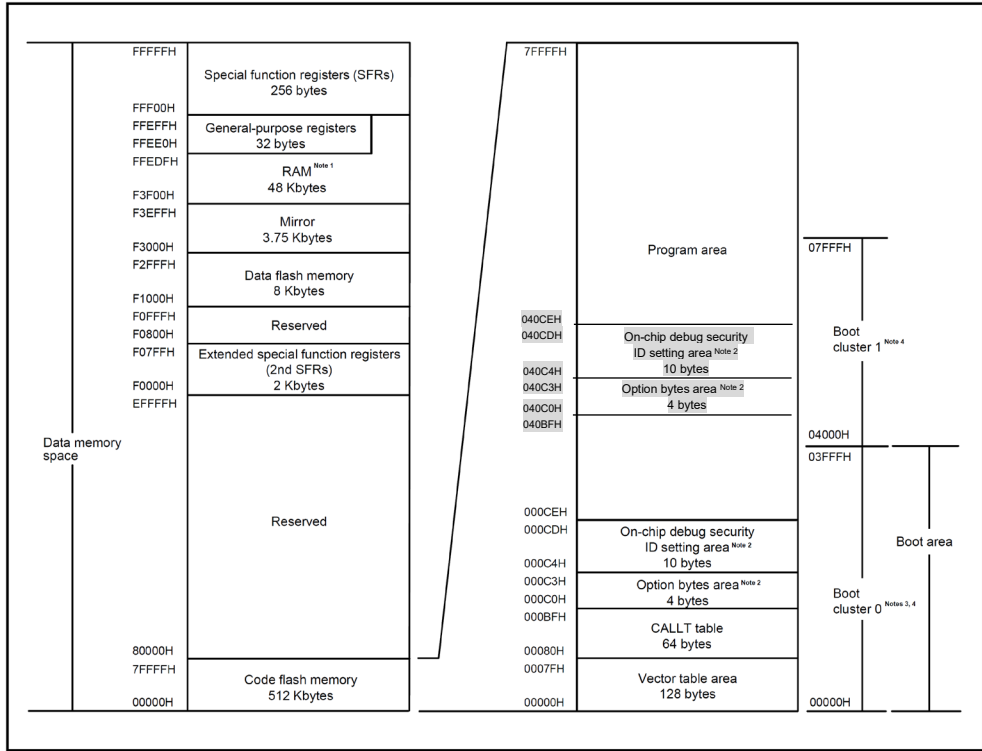 FFFFFH
Special function registers (SFRs)
256 bytes
FFF00H
FFEFFH
General-purpose registers
32 bytes
FFEE0H
FFEDFH
RAM Note 1
48 Kbytes
F3F00H
F3EFFH
Mirror
3.75 Kbytes
F3000H
F2FFFH
Data flash memory
8 Kbytes
F1000H
F0FFFH
Reserved
F0800H
F07FFH
Extended special function registers
(2nd SFRs)
2 Kbytes
F0000H
EFFFFH
Data memory
space
Reserved
80000H
7FFFFH
Code flash memory
512 Kbytes
00000H
7FFFFH
Program area
040CEH
040CDH
On-chip debug security
ID setting area Note 2
10 bytes
040C4H
040C3H
Option bytes area Note 2
4 bytes
040C0H
040BFH
000CEH
000CDH
On-chip debug security
ID setting area Note 2
10 bytes
000C4H
000C3H
Option bytes area Note 2
4 bytes
000C0H
000BFH
CALLT table
64 bytes
00080H
0007FH
Vector table area
128 bytes
00000H
07FFFH
Boot
cluster 1 Note 4
04000H
03FFFH
Boot area
Boot
cluster 0 Notes 3, 4
00000H